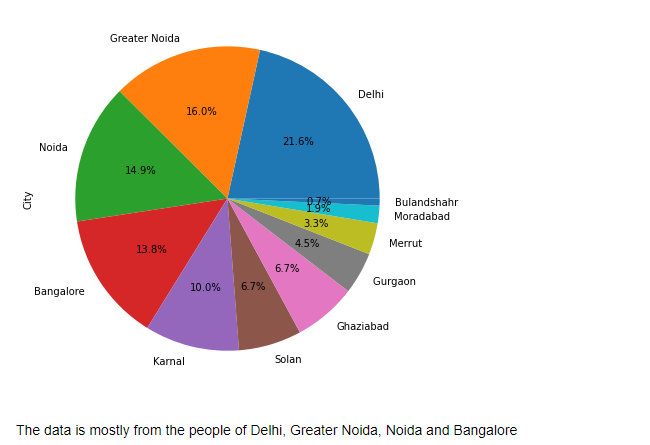 Greater Noida
Delhi
16.0%
21.6%
Noida
14.9%
City
0.7%
Bulandshahr
1.9%
Moradabad
3.3%
Merrut
4.5%
13.8%
6.7%
Gurgaon
Bangalore
10.0%
6.7%
Ghaziabad
Karnal
Solan
The data is mostly from the people of Delhi, Greater Noida, Noida and Bangalore